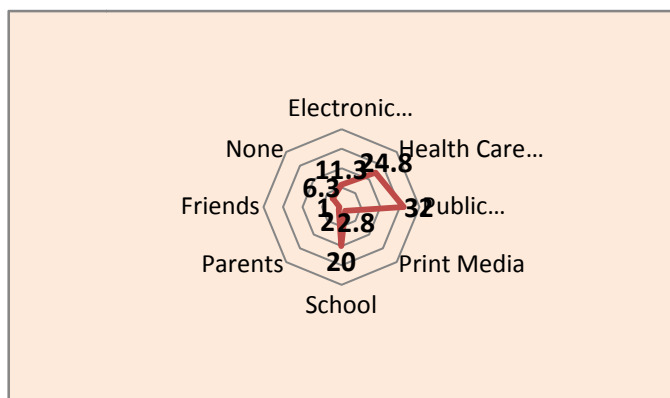 Electronic…
None
Health Care…
11.3
24.8
6.3
Friends
1
32
Public…
2
2.8
Parents
20
Print Media
School